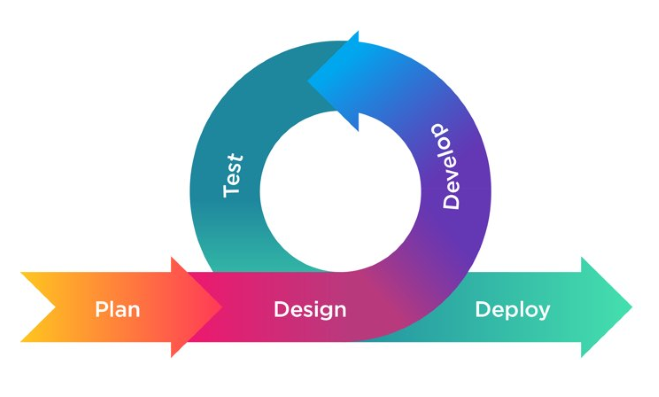 Plan
Design
Develop
Test
Deploy